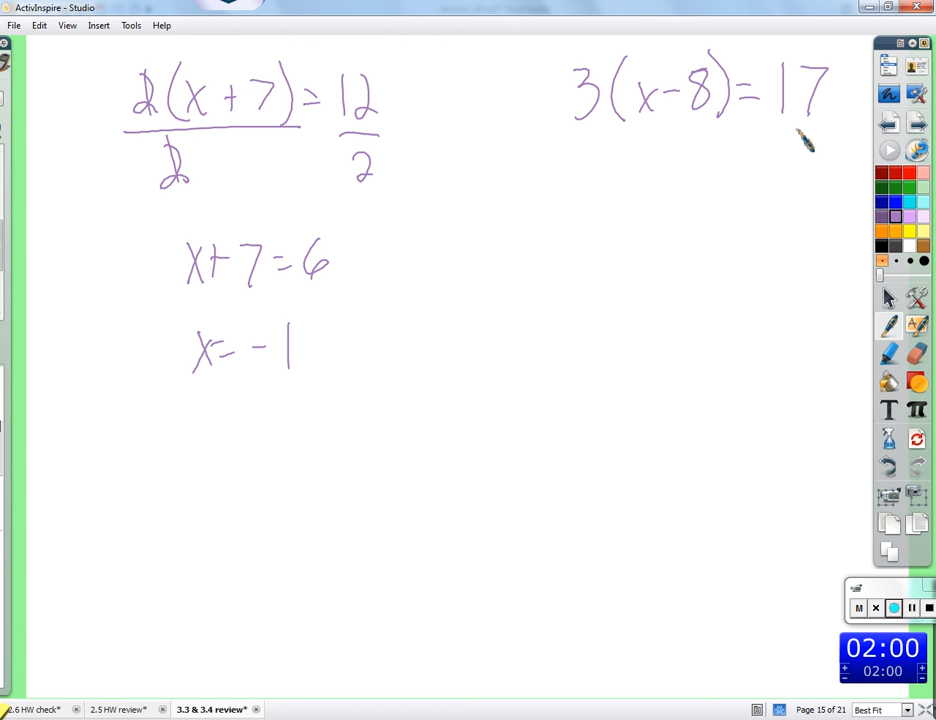 ActivInspire - Studio
File Edit View Insert Tools Help
2(x+7) = 12
2 2
x+7=6
x= -1
3(x-8)=17
M
02:00
02:00
2.6 HW check* 2.5 HW review* 3.3 & 3.4 review* Page 15 of 21 Best Fit